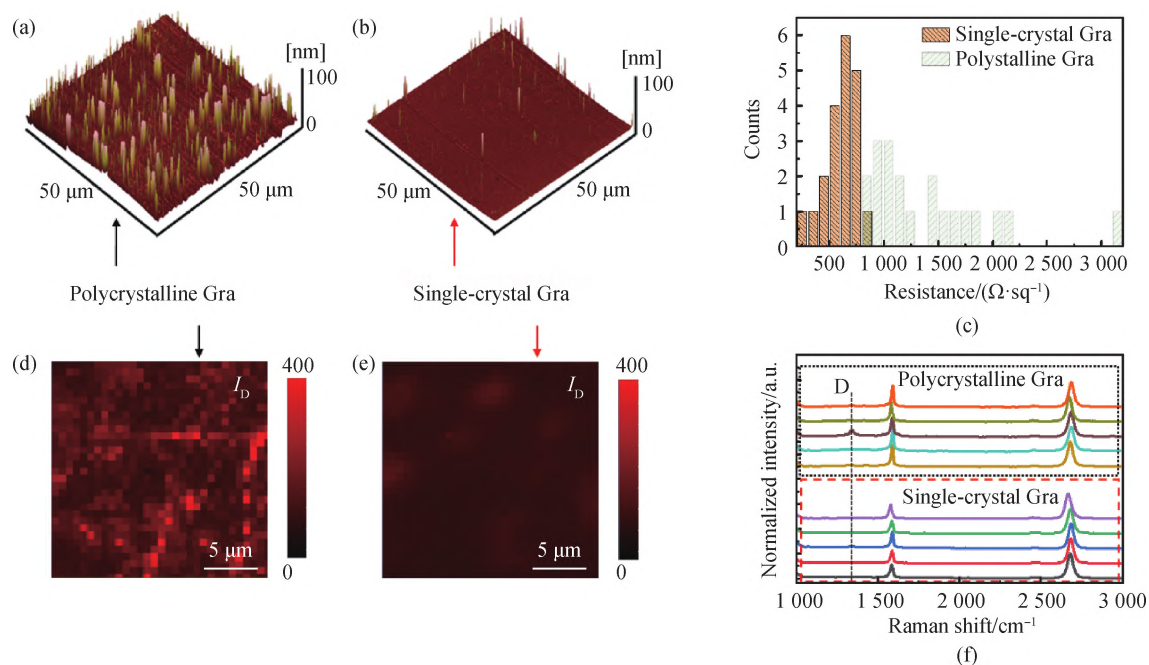 (a)
[nm]
100
0
50 μm
50 μm
(b)
[nm]
100
0
50 μm
50 μm
Polycrystalline Gra
Single-crystal Gra
(c)
Single-crystal Gra
Polystalline Gra
Counts
6
5
4
3
2
1
0
500 1 000 1 500 2 000 2 500 3 000
Resistance/(Ω·sq⁻¹)
(d)
I_D
400
0
5 μm
(e)
I_D
400
0
5 μm
D
Polycrystalline Gra
Single-crystal Gra
Normalized intensity/a.u.
1 000 1 500 2 000 2 500 3 000
Raman shift/cm⁻¹
(f)